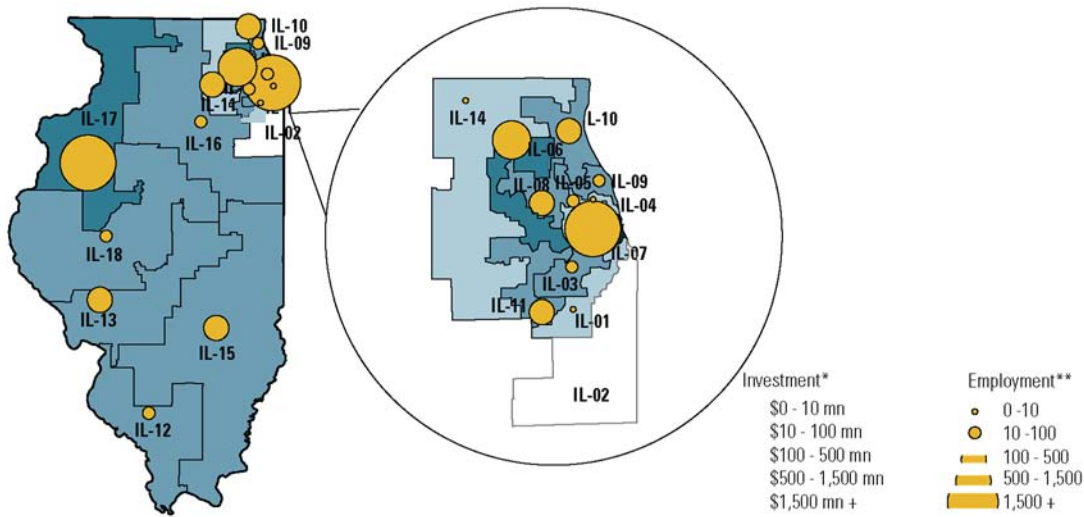 IL-10
IL-09
IL-14
IL-02
IL-16
IL-17
IL-18
IL-13
IL-15
IL-12
IL-14
L-10
IL-06
IL-08
IL-05
IL-09
IL-04
IL-07
IL-03
IL-11
IL-01
IL-02
Investment*
$0 - 10 mn
$10 - 100 mn
$100 - 500 mn
$500 - 1,500 mn
$1,500 mn +
Employment**
0 -10
10 -100
100 - 500
500 - 1,500
1,500 +